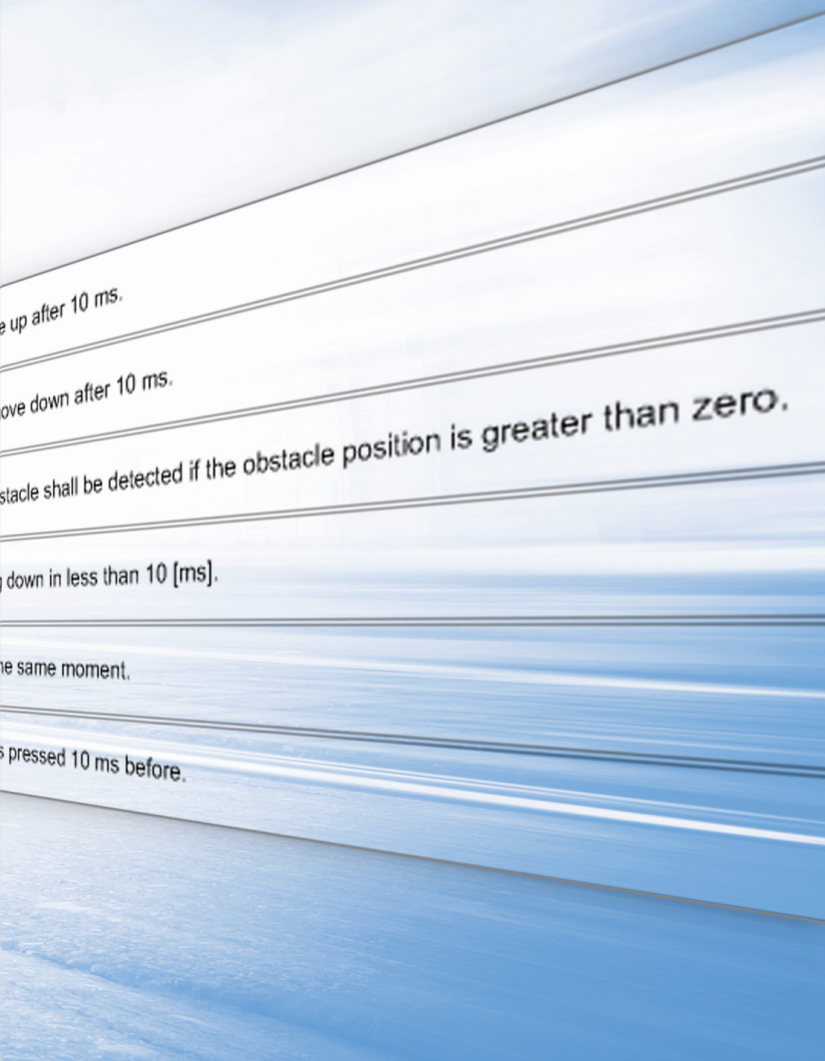 e up after 10 ms.
ove down after 10 ms.
stacle shall be detected if the obstacle position is greater than zero.
down in less than 10 [ms].
e same moment.
s pressed 10 ms before.